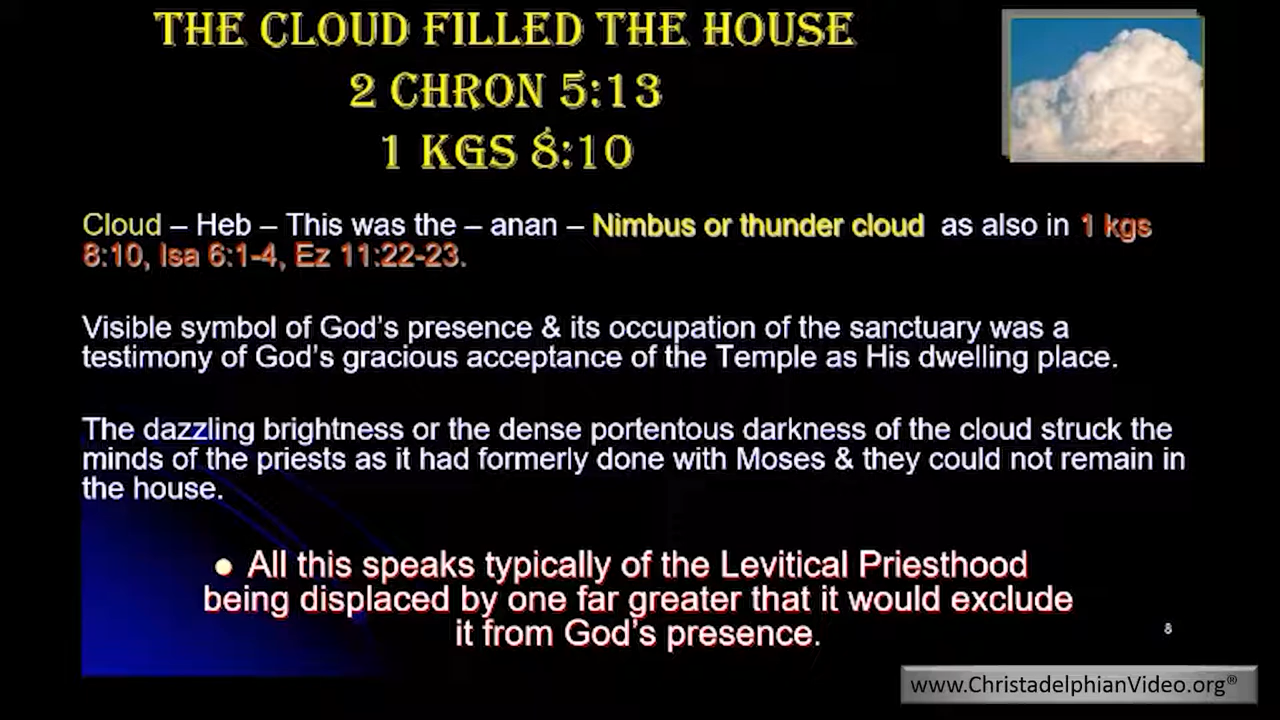 THE CLOUD FILLED THE HOUSE
2 CHRON 5:13
1 KGS 8:10
Cloud – Heb – This was the – anan – Nimbus or thunder cloud as also in 1 kgs
8:10, Isa 6:1-4, Ez 11:22-23.
Visible symbol of God's presence & its occupation of the sanctuary was a
testimony of God's gracious acceptance of the Temple as His dwelling place.
The dazzling brightness or the dense portentous darkness of the cloud struck the
minds of the priests as it had formerly done with Moses & they could not remain in
the house.
• All this speaks typically of the Levitical Priesthood
being displaced by one far greater that it would exclude
it from God's presence.
8
www.ChristadelphianVideo.org®